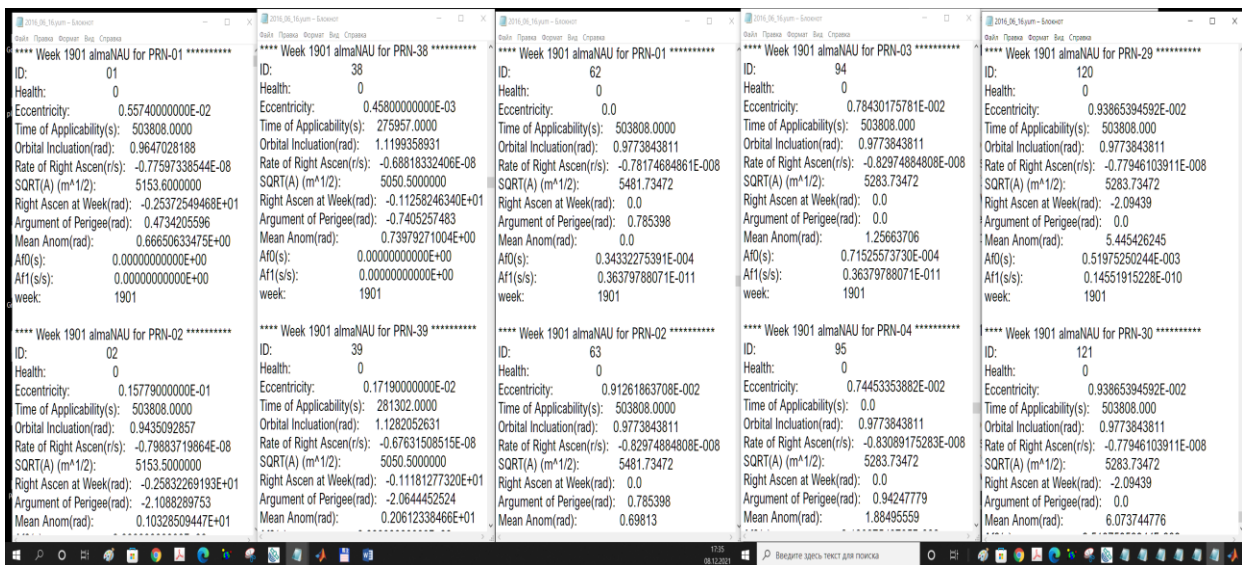 2016_06_16.yum – Блокнот
Файл Правка Формат Вид Справка
**** Week 1901 almaNAU for PRN-01 **********
ID: 01
Health: 0
Eccentricity: 0.55740000000E-02
Time of Applicability(s): 503808.0000
Orbital Incluation(rad): 0.9647028188
Rate of Right Ascen(r/s): -0.77597338544E-08
SQRT(A) (m^1/2): 5153.6000000
Right Ascen at Week(rad): -0.25372549468E+01
Argument of Perigee(rad): 0.4734205596
Mean Anom(rad): 0.66650633475E+00
Af0(s): 0.00000000000E+00
Af1(s/s): 0.00000000000E+00
week: 1901
**** Week 1901 almaNAU for PRN-02 **********
ID: 02
Health: 0
Eccentricity: 0.15779000000E-01
Time of Applicability(s): 503808.0000
Orbital Incluation(rad): 0.9435092857
Rate of Right Ascen(r/s): -0.79883719864E-08
SQRT(A) (m^1/2): 5153.6000000
Right Ascen at Week(rad): -0.25832269193E+01
Argument of Perigee(rad): -2.1088289753
Mean Anom(rad): 0.10328509447E+01
2016_06_16.yum – Блокнот
Файл Правка Формат Вид Справка
**** Week 1901 almaNAU for PRN-38 **********
ID: 38
Health: 0
Eccentricity: 0.45800000000E-03
Time of Applicability(s): 275957.0000
Orbital Incluation(rad): 1.1199358931
Rate of Right Ascen(r/s): -0.68818332406E-08
SQRT(A) (m^1/2): 5050.5000000
Right Ascen at Week(rad): -0.11258246340E+01
Argument of Perigee(rad): -0.7405257483
Mean Anom(rad): 0.73979271004E+00
Af0(s): 0.00000000000E+00
Af1(s/s): 0.00000000000E+00
week: 1901
**** Week 1901 almaNAU for PRN-39 **********
ID: 39
Health: 0
Eccentricity: 0.17190000000E-02
Time of Applicability(s): 281302.0000
Orbital Incluation(rad): 1.1282052631
Rate of Right Ascen(r/s): -0.67631508515E-08
SQRT(A) (m^1/2): 5050.5000000
Right Ascen at Week(rad): -0.11181277320E+01
Argument of Perigee(rad): -2.0644452524
Mean Anom(rad): 0.20612338466E+01
2016_06_16.yum – Блокнот
Файл Правка Формат Вид Справка
**** Week 1901 almaNAU for PRN-01 **********
ID: 62
Health: 0
Eccentricity: 0.0
Time of Applicability(s): 503808.0000
Orbital Incluation(rad): 0.9773843811
Rate of Right Ascen(r/s): -0.78174684861E-008
SQRT(A) (m^1/2): 5481.73472
Right Ascen at Week(rad): 0.0
Argument of Perigee(rad): 0.785398
Mean Anom(rad): 0.0
Af0(s): 0.34332275391E-004
Af1(s/s): 0.36379788071E-011
week: 1901
**** Week 1901 almaNAU for PRN-02 **********
ID: 63
Health: 0
Eccentricity: 0.91261863708E-002
Time of Applicability(s): 503808.0000
Orbital Incluation(rad): 0.9773843811
Rate of Right Ascen(r/s): -0.82974884808E-008
SQRT(A) (m^1/2): 5481.73472
Right Ascen at Week(rad): 0.0
Argument of Perigee(rad): 0.785398
Mean Anom(rad): 0.69813
2016_06_16.yum – Блокнот
Файл Правка Формат Вид Справка
**** Week 1901 almaNAU for PRN-03 **********
ID: 94
Health: 0
Eccentricity: 0.78430175781E-002
Time of Applicability(s): 503808.000
Orbital Incluation(rad): 0.9773843811
Rate of Right Ascen(r/s): -0.82974884808E-008
SQRT(A) (m^1/2): 5283.73472
Right Ascen at Week(rad): 0.0
Argument of Perigee(rad): 0.0
Mean Anom(rad): 1.25663706
Af0(s): 0.71525573730E-004
Af1(s/s): 0.36379788071E-011
week: 1901
**** Week 1901 almaNAU for PRN-04 **********
ID: 95
Health: 0
Eccentricity: 0.74453353882E-002
Time of Applicability(s): 0.0
Orbital Incluation(rad): 0.9773843811
Rate of Right Ascen(r/s): -0.83089175283E-008
SQRT(A) (m^1/2): 5283.73472
Right Ascen at Week(rad): 0.0
Argument of Perigee(rad): 0.94247779
Mean Anom(rad): 1.88495559
2016_06_16.yum – Блокнот
Файл Правка Формат Вид Справка
**** Week 1901 almaNAU for PRN-29 **********
ID: 120
Health: 0
Eccentricity: 0.93865394592E-002
Time of Applicability(s): 503808.000
Orbital Incluation(rad): 0.9773843811
Rate of Right Ascen(r/s): -0.77946103911E-008
SQRT(A) (m^1/2): 5283.73472
Right Ascen at Week(rad): -2.09439
Argument of Perigee(rad): 0.0
Mean Anom(rad): 5.445426245
Af0(s): 0.51975250244E-003
Af1(s/s): 0.14551915228E-010
week: 1901
**** Week 1901 almaNAU for PRN-30 **********
ID: 121
Health: 0
Eccentricity: 0.93865394592E-002
Time of Applicability(s): 503808.000
Orbital Incluation(rad): 0.9773843811
Rate of Right Ascen(r/s): -0.77946103911E-008
SQRT(A) (m^1/2): 5283.73472
Right Ascen at Week(rad): -2.09439
Argument of Perigee(rad): 0.0
Mean Anom(rad): 6.073744776
17:35
08.12.2021
Введите здесь текст для поиска